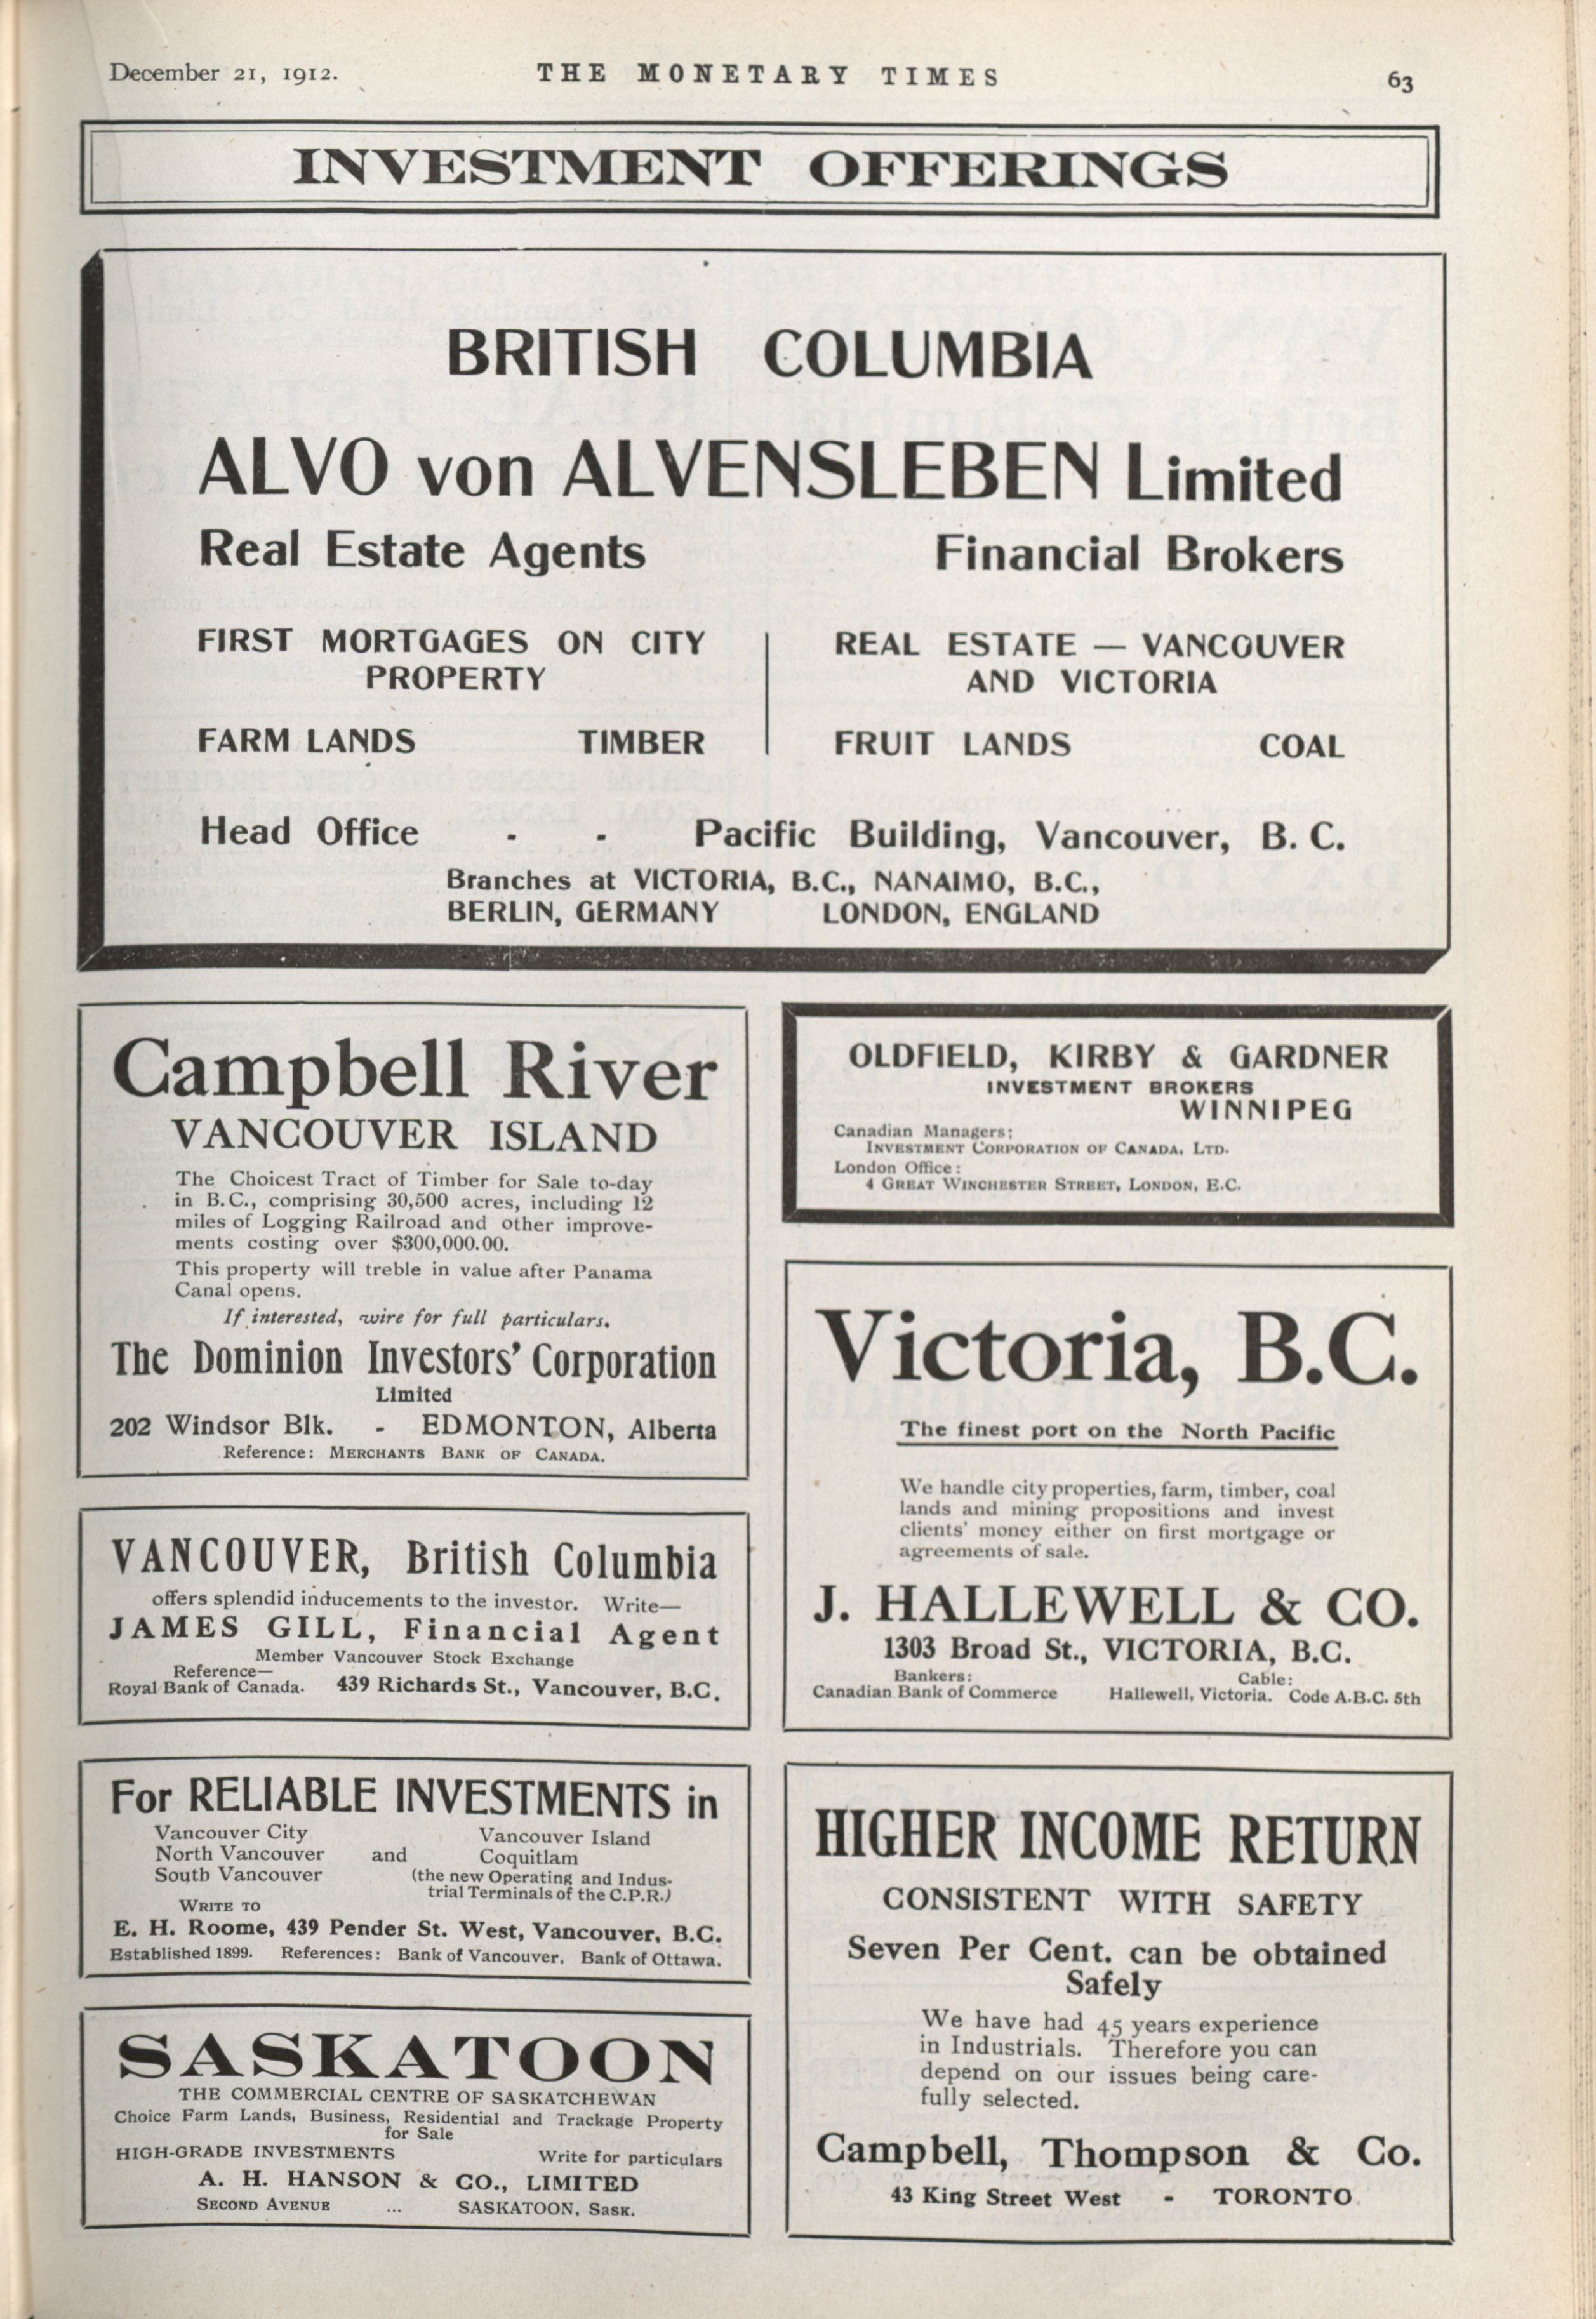 December 21, 1912.
THE MONETARY TIMES
63
INVESTMENT OFFERINGS
BRITISH COLUMBIA
ALVO von ALVENSLEBEN Limited
Real Estate Agents Financial Brokers
FIRST MORTGAGES ON CITY
PROPERTY
FARM LANDS TIMBER
REAL ESTATE — VANCOUVER
AND VICTORIA
FRUIT LANDS COAL
Head Office - - Pacific Building, Vancouver, B. C.
Branches at VICTORIA, B.C., NANAIMO, B.C.,
BERLIN, GERMANY LONDON, ENGLAND
Campbell River
VANCOUVER ISLAND
The Choicest Tract of Timber for Sale to-day
in B.C., comprising 30,500 acres, including 12
miles of Logging Railroad and other improve-
ments costing over $300,000.00.
This property will treble in value after Panama
Canal opens.
If interested, wire for full particulars.
The Dominion Investors' Corporation
Limited
202 Windsor Blk. - EDMONTON, Alberta
Reference: MERCHANTS BANK OF CANADA.
VANCOUVER, British Columbia
offers splendid inducements to the investor. Write—
JAMES GILL, Financial Agent
Member Vancouver Stock Exchange
Reference—
Royal Bank of Canada. 439 Richards St., Vancouver, B.C.
For RELIABLE INVESTMENTS in
Vancouver City Vancouver Island
North Vancouver and Coquitlam
South Vancouver (the new Operating and Indus-
trial Terminals of the C.P.R.)
WRITE TO
E. H. Roome, 439 Pender St. West, Vancouver, B.C.
Established 1899. References: Bank of Vancouver, Bank of Ottawa.
SASKATOON
THE COMMERCIAL CENTRE OF SASKATCHEWAN
Choice Farm Lands, Business, Residential and Trackage Property
for Sale
HIGH-GRADE INVESTMENTS Write for particulars
A. H. HANSON & CO., LIMITED
SECOND AVENUE ... SASKATOON, SASK.
OLDFIELD, KIRBY & GARDNER
INVESTMENT BROKERS
WINNIPEG
Canadian Managers:
INVESTMENT CORPORATION OF CANADA, LTD.
London Office:
4 GREAT WINCHESTER STREET, LONDON, E.C.
Victoria, B.C.
The finest port on the North Pacific
We handle city properties, farm, timber, coal
lands and mining propositions and invest
clients' money either on first mortgage or
agreements of sale.
J. HALLEWELL & CO.
1303 Broad St., VICTORIA, B.C.
Bankers: Cable:
Canadian Bank of Commerce Hallewell, Victoria. Code A.B.C. 5th
HIGHER INCOME RETURN
CONSISTENT WITH SAFETY
Seven Per Cent. can be obtained
Safely
We have had 45 years experience
in Industrials. Therefore you can
depend on our issues being care-
fully selected.
Campbell, Thompson & Co.
43 King Street West - TORONTO